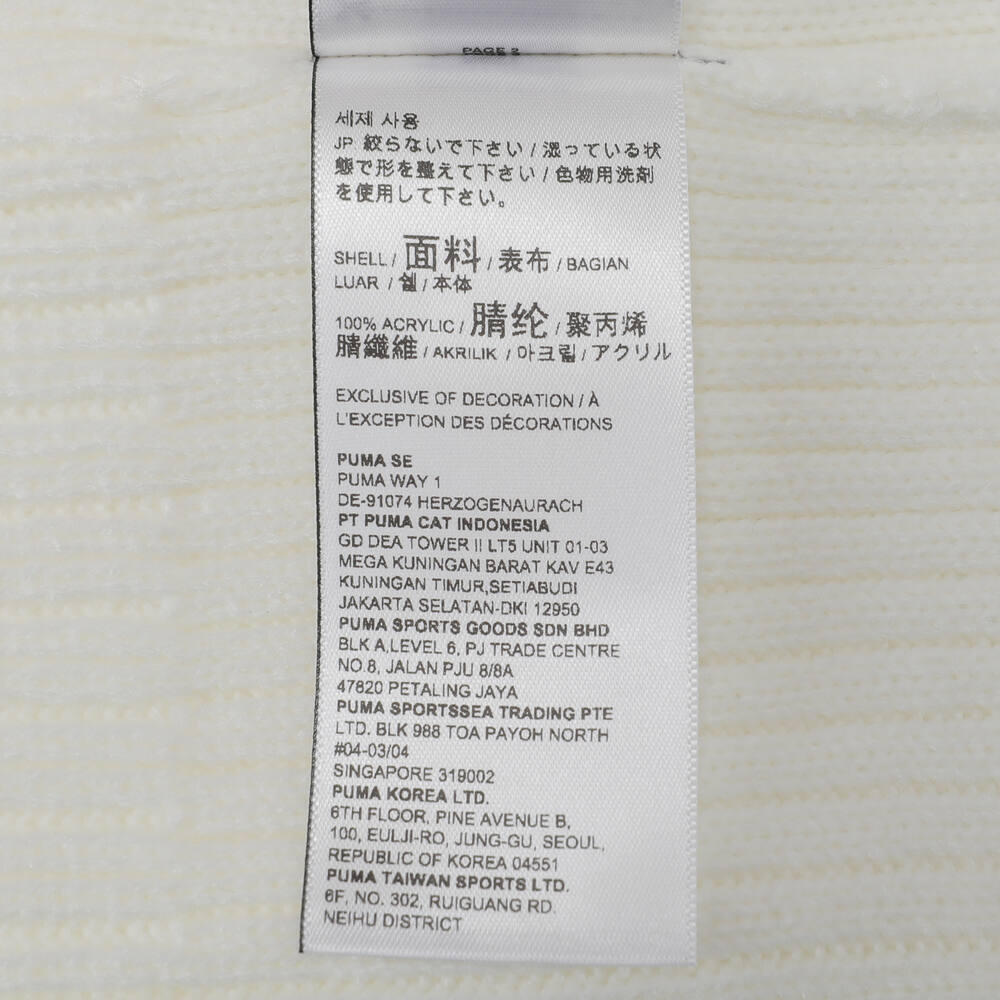 PAGE 2
세제 사용
JP 絞らないで下さい / 湿っている状
態で形を整えて下さい / 色物用洗剤
を使用して下さい。
SHELL / 面料 / 表布 / BAGIAN
LUAR / 쉘 / 本体
100% ACRYLIC / 腈纶 / 聚丙烯
腈纖維 / AKRILIK / 아크릴 / アクリル
EXCLUSIVE OF DECORATION / À
L'EXCEPTION DES DÉCORATIONS
PUMA SE
PUMA WAY 1
DE-91074 HERZOGENAURACH
PT PUMA CAT INDONESIA
GD DEA TOWER II LT5 UNIT 01-03
MEGA KUNINGAN BARAT KAV E43
KUNINGAN TIMUR,SETIABUDI
JAKARTA SELATAN-DKI 12950
PUMA SPORTS GOODS SDN BHD
BLK A,LEVEL 6, PJ TRADE CENTRE
NO.8, JALAN PJU 8/8A
47820 PETALING JAYA
PUMA SPORTSSEA TRADING PTE
LTD. BLK 988 TOA PAYOH NORTH
#04-03/04
SINGAPORE 319002
PUMA KOREA LTD.
6TH FLOOR, PINE AVENUE B,
100, EULJI-RO, JUNG-GU, SEOUL,
REPUBLIC OF KOREA 04551
PUMA TAIWAN SPORTS LTD.
6F, NO. 302, RUIGUANG RD.
NEIHU DISTRICT